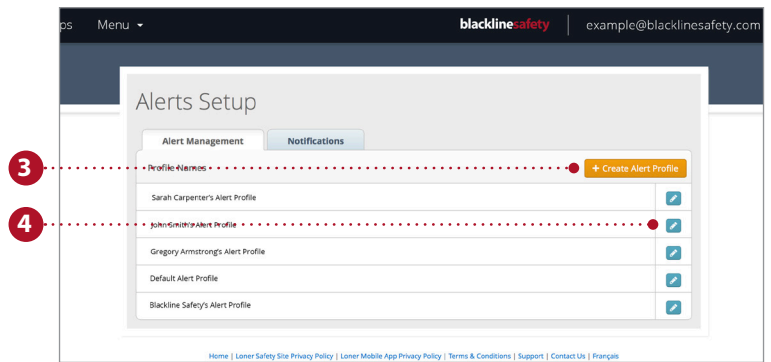 ps Menu blacklinesafety example@blacklinesafety.com
Alerts Setup
Alert Management Notifications
3 Profile Names + Create Alert Profile
Sarah Carpenter's Alert Profile
4 John Smith's Alert Profile
Gregory Armstrong's Alert Profile
Default Alert Profile
Blackline Safety's Alert Profile
Home | Loner Safety Site Privacy Policy | Loner Mobile App Privacy Policy | Terms & Conditions | Support | Contact Us | Français